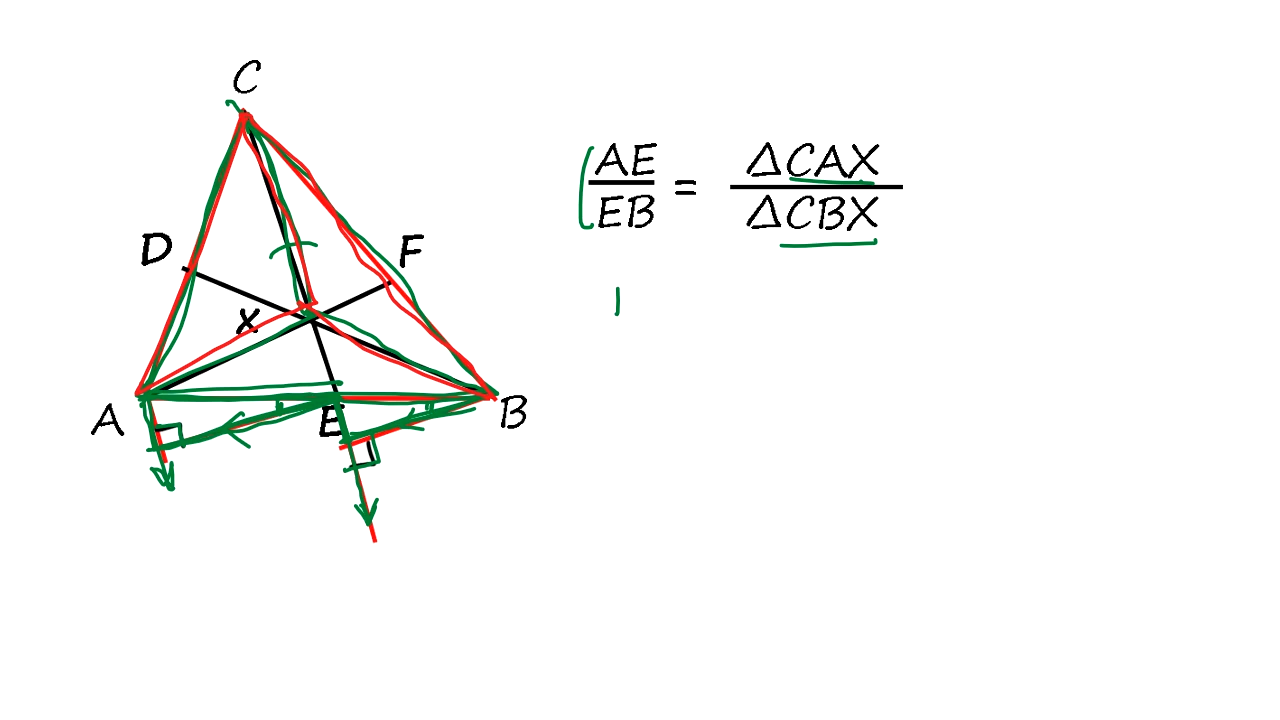 C
D
F
X
A
E
B
AE/EB = ΔCAX/ΔCBX